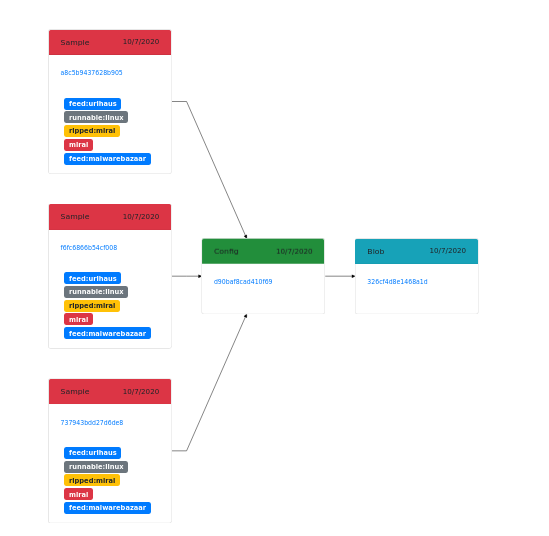 Sample 10/7/2020
a8c5b9437628b905
feed:urlhaus
runnable:linux
ripped:mirai
mirai
feed:malwarebazaar
Sample 10/7/2020
f6fc6866b54cf008
feed:urlhaus
runnable:linux
ripped:mirai
mirai
feed:malwarebazaar
Config 10/7/2020
d90baf8cad410f69
Blob 10/7/2020
326cf4d8e1468a1d
Sample 10/7/2020
737943bdd27d6de8
feed:urlhaus
runnable:linux
ripped:mirai
mirai
feed:malwarebazaar